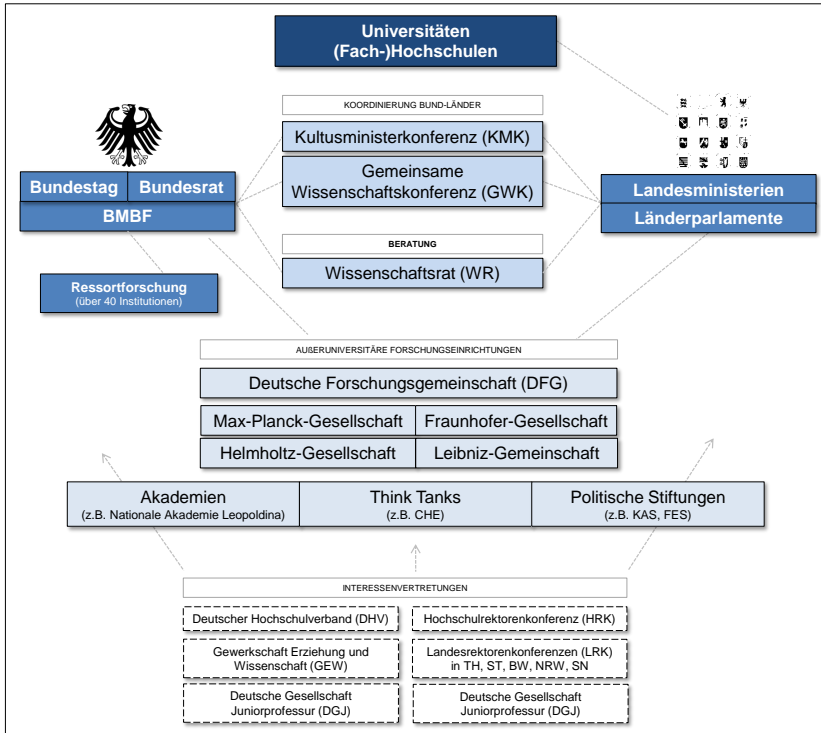 Universitäten
(Fach-)Hochschulen
KOORDINIERUNG BUND-LÄNDER
Kultusministerkonferenz (KMK)
Gemeinsame
Wissenschaftskonferenz (GWK)
Bundestag
Bundesrat
BMBF
Landesministerien
Länderparlamente
BERATUNG
Wissenschaftsrat (WR)
Ressortforschung
(über 40 Institutionen)
AUßERUNIVERSITÄRE FORSCHUNGSEINRICHTUNGEN
Deutsche Forschungsgemeinschaft (DFG)
Max-Planck-Gesellschaft
Fraunhofer-Gesellschaft
Helmholtz-Gesellschaft
Leibniz-Gemeinschaft
Akademien
(z.B. Nationale Akademie Leopoldina)
Think Tanks
(z.B. CHE)
Politische Stiftungen
(z.B. KAS, FES)
INTERESSENVERTRETUNGEN
Deutscher Hochschulverband (DHV)
Hochschulrektorenkonferenz (HRK)
Gewerkschaft Erziehung und
Wissenschaft (GEW)
Landesrektorenkonferenzen (LRK)
in TH, ST, BW, NRW, SN
Deutsche Gesellschaft
Juniorprofessur (DGJ)
Deutsche Gesellschaft
Juniorprofessur (DGJ)